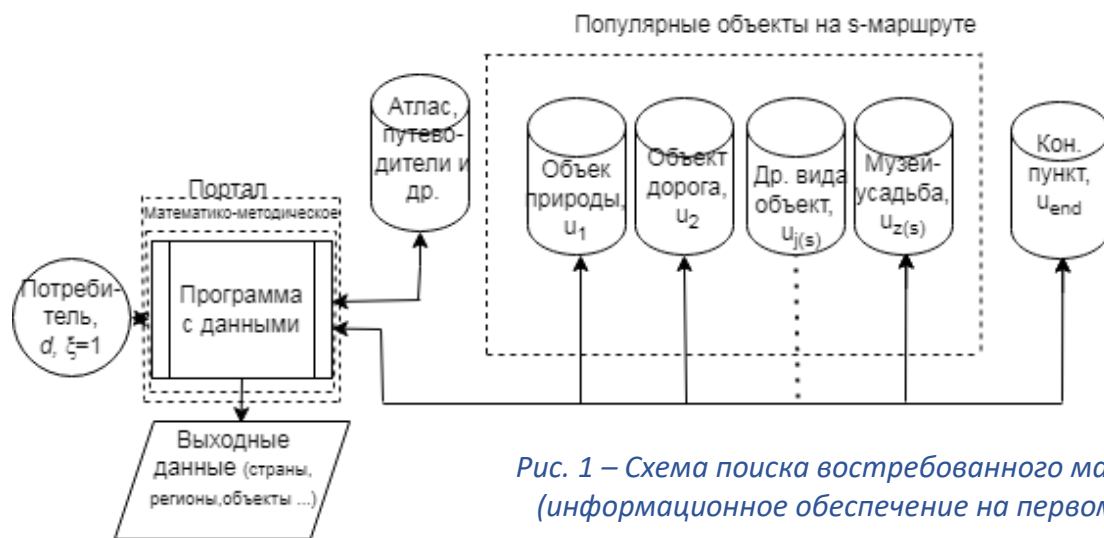 Популярные объекты на s-маршруте
Атлас,
путево-
дители и
др.
Объек
природы,
u1
Объект
дорога,
u2
Др. вида
объект,
uj(s)
Музей-
усадьба,
uz(s)
Кон.
пункт,
uend
Портал
Математико-методическое
Потреби-
тель,
d, ξ=1
Программа
с данными
Выходные
данные (страны,
регионы,объекты ...)
Рис. 1 – Схема поиска востребованного
(информационное обеспечение на